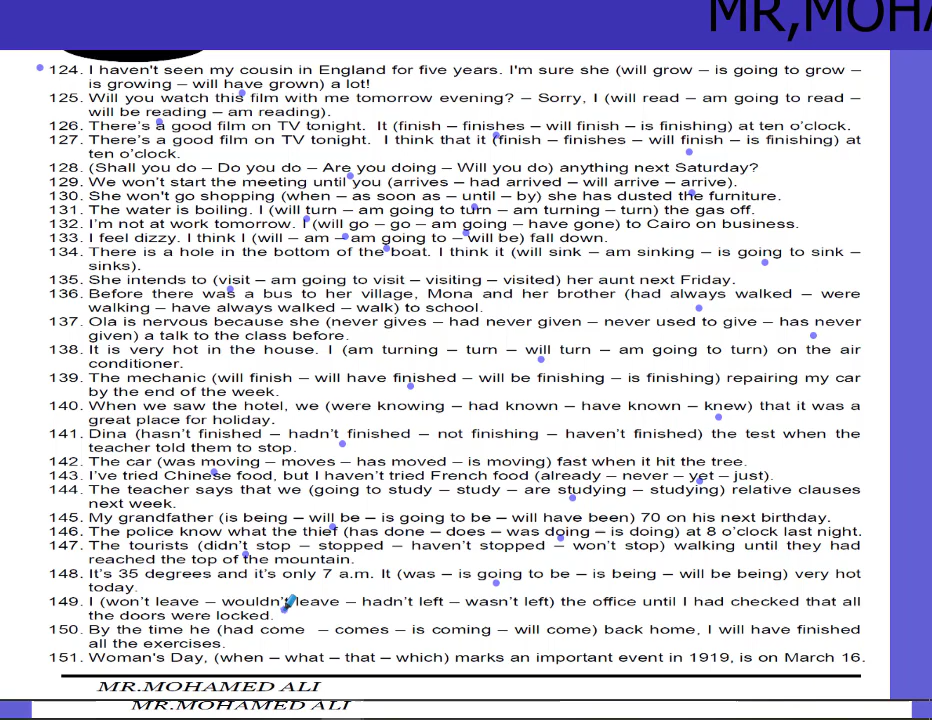 MR,MOHA
124. I haven't seen my cousin in England for five years. I'm sure she (will grow – is going to grow –
is growing – will have grown) a lot!
125. Will you watch this film with me tomorrow evening? – Sorry, I (will read – am going to read –
will be reading – am reading).
126. There's a good film on TV tonight. It (finish – finishes – will finish – is finishing) at ten o'clock.
127. There's a good film on TV tonight. I think that it (finish – finishes – will finish – is finishing) at
ten o'clock.
128. (Shall you do – Do you do – Are you doing – Will you do) anything next Saturday?
129. We won't start the meeting until you (arrives – had arrived – will arrive – arrive).
130. She won't go shopping (when – as soon as – until – by) she has dusted the furniture.
131. The water is boiling. I (will turn – am going to turn – am turning – turn) the gas off.
132. I'm not at work tomorrow. I (will go – go – am going – have gone) to Cairo on business.
133. I feel dizzy. I think I (will – am – am going to – will be) fall down.
134. There is a hole in the bottom of the boat. I think it (will sink – am sinking – is going to sink –
sinks).
135. She intends to (visit – am going to visit – visiting – visited) her aunt next Friday.
136. Before there was a bus to her village, Mona and her brother (had always walked – were
walking – have always walked – walk) to school.
137. Ola is nervous because she (never gives – had never given – never used to give – has never
given) a talk to the class before.
138. It is very hot in the house. I (am turning – turn – will turn – am going to turn) on the air
conditioner.
139. The mechanic (will finish – will have finished – will be finishing – is finishing) repairing my car
by the end of the week.
140. When we saw the hotel, we (were knowing – had known – have known – knew) that it was a
great place for holiday.
141. Dina (hasn't finished – hadn't finished – not finishing – haven't finished) the test when the
teacher told them to stop.
142. The car (was moving – moves – has moved – is moving) fast when it hit the tree.
143. I've tried Chinese food, but I haven't tried French food (already – never – yet – just).
144. The teacher says that we (going to study – study – are studying – studying) relative clauses
next week.
145. My grandfather (is being – will be – is going to be – will have been) 70 on his next birthday.
146. The police know what the thief (has done – does – was doing – is doing) at 8 o'clock last night.
147. The tourists (didn't stop – stopped – haven't stopped – won't stop) walking until they had
reached the top of the mountain.
148. It's 35 degrees and it's only 7 a.m. It (was – is going to be – is being – will be being) very hot
today.
149. I (won't leave – wouldn't leave – hadn't left – wasn't left) the office until I had checked that all
the doors were locked.
150. By the time he (had come – comes – is coming – will come) back home, I will have finished
all the exercises.
151. Woman's Day, (when – what – that – which) marks an important event in 1919, is on March 16.
MR.MOHAMED ALI
MR.MOHAMED ALI